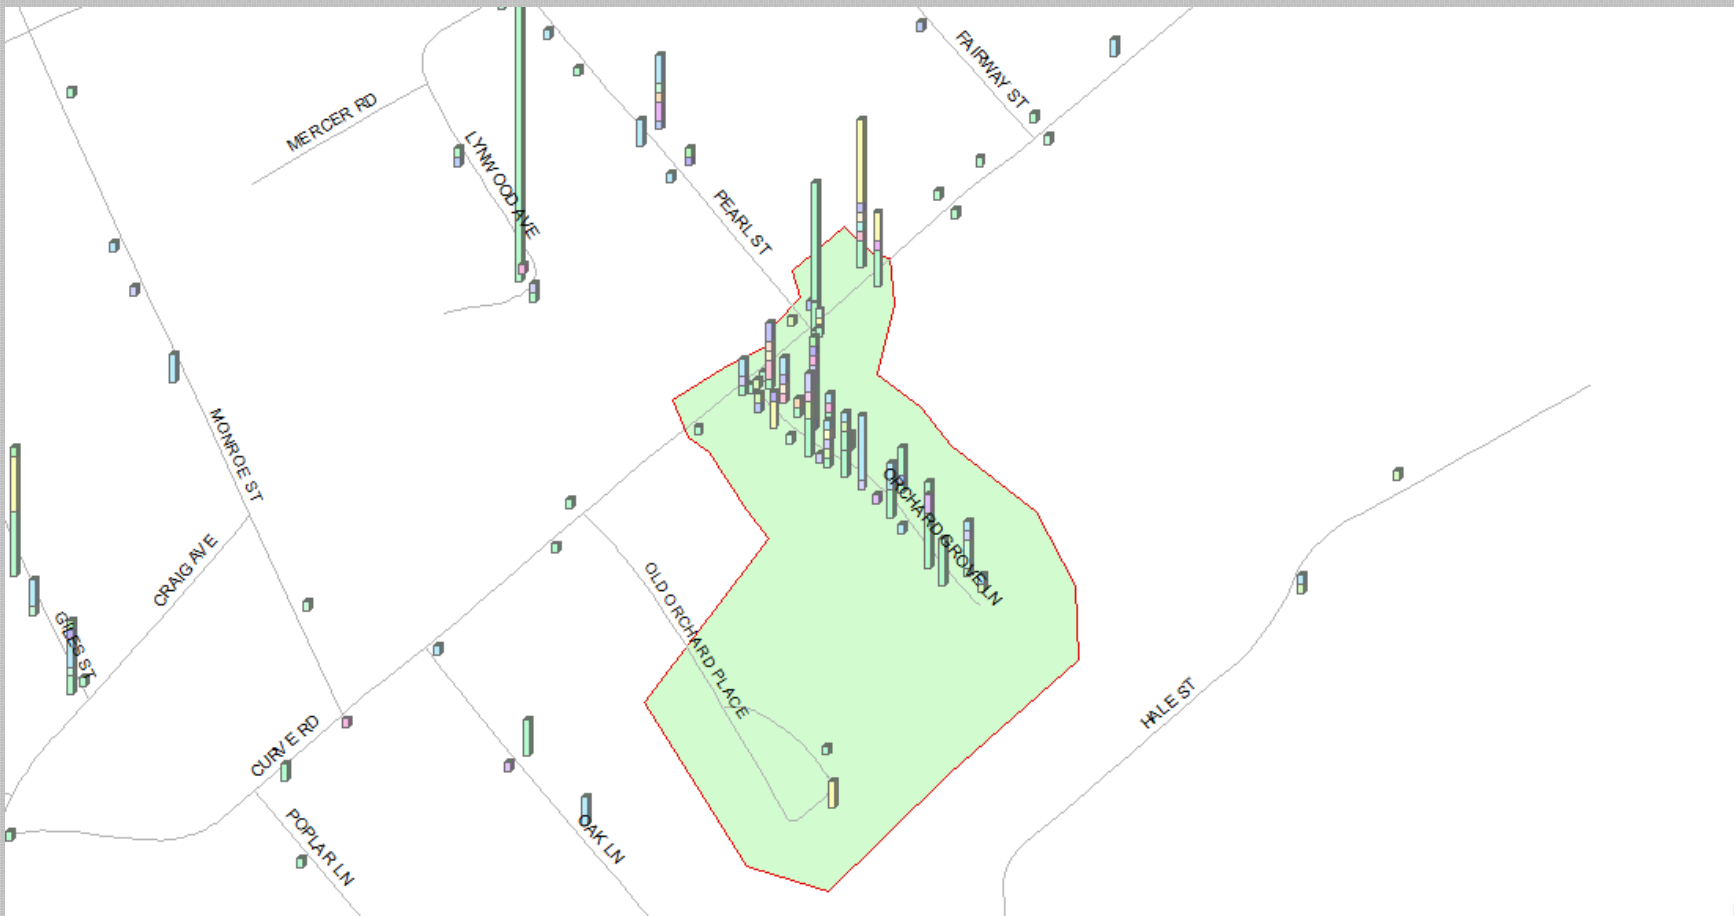 FAIRWAY ST
MERCER RD
LYNWOOD AVE
PEARL ST
MONROE ST
ORCHARD GROVE LN
CRAIG AVE
OLD ORCHARD PLACE
GILES ST
HALE ST
CURVE RD
POPLAR LN
OAK LN